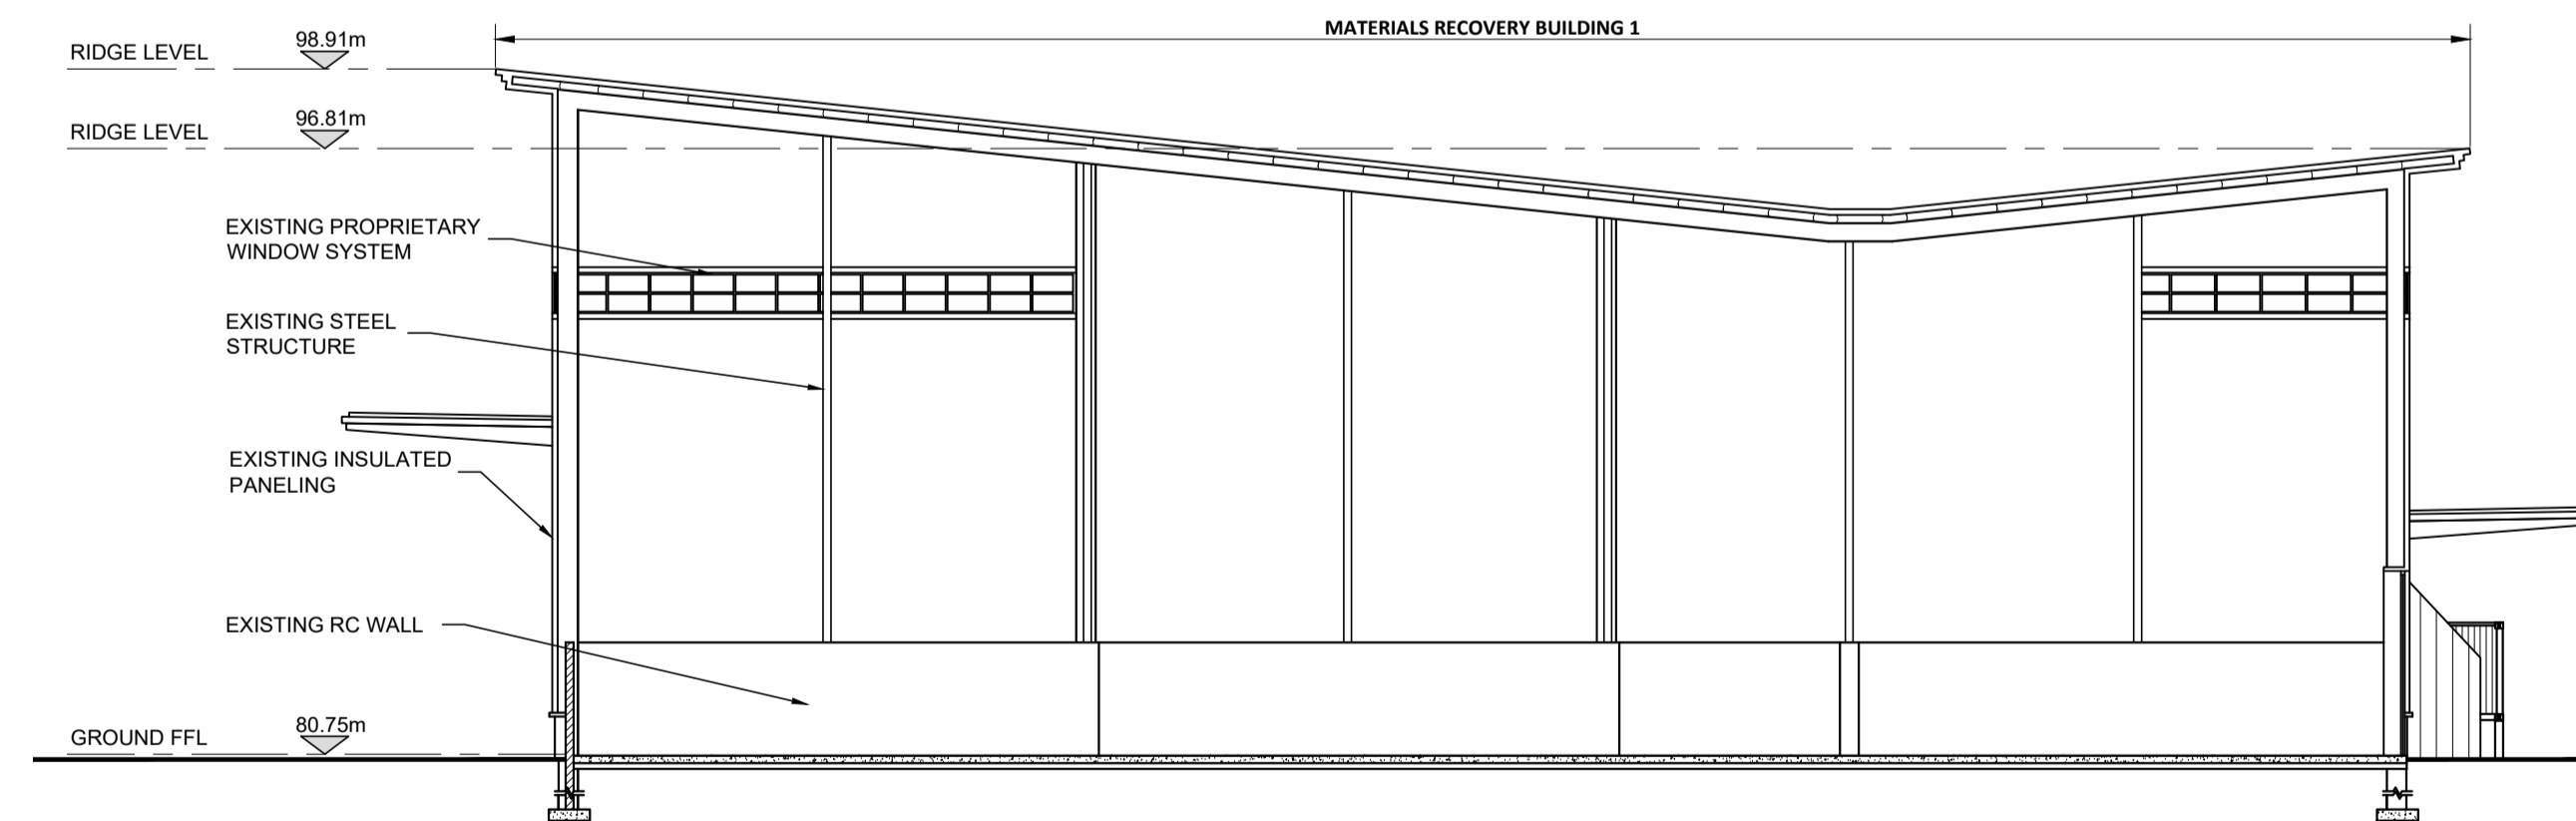 MATERIALS RECOVERY BUILDING 1
RIDGE LEVEL 98.91m
RIDGE LEVEL 96.81m
EXISTING PROPRIETARY
WINDOW SYSTEM
EXISTING STEEL
STRUCTURE
EXISTING INSULATED
PANELING
EXISTING RC WALL
GROUND FFL 80.75m